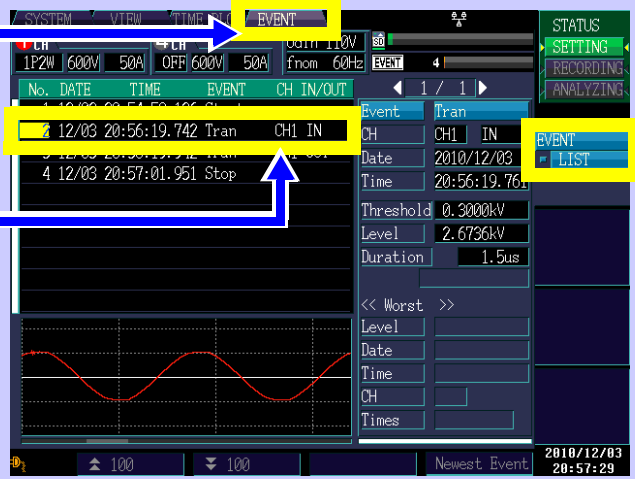 SYSTEM VIEW TIME PLOT EVENT
STATUS
CH CH Udin 110V SD
SETTING
1P2W 600V 50A OFF 600V 50A fnom 60Hz EVENT 4
RECORDING
ANALYZING
No. DATE TIME EVENT CH IN/OUT
1 / 1
Event Tran
2 12/03 20:56:19.742 Tran CH1 IN
CH CH1 IN
EVENT
LIST
Date 2010/12/03
4 12/03 20:57:01.951 Stop
Time 20:56:19.761
Threshold 0.3000kV
Level 2.6736kV
Duration 1.5us
<< Worst >>
Level
Date
Time
CH
Times
100 100 Newest Event
2010/12/03
20:57:29